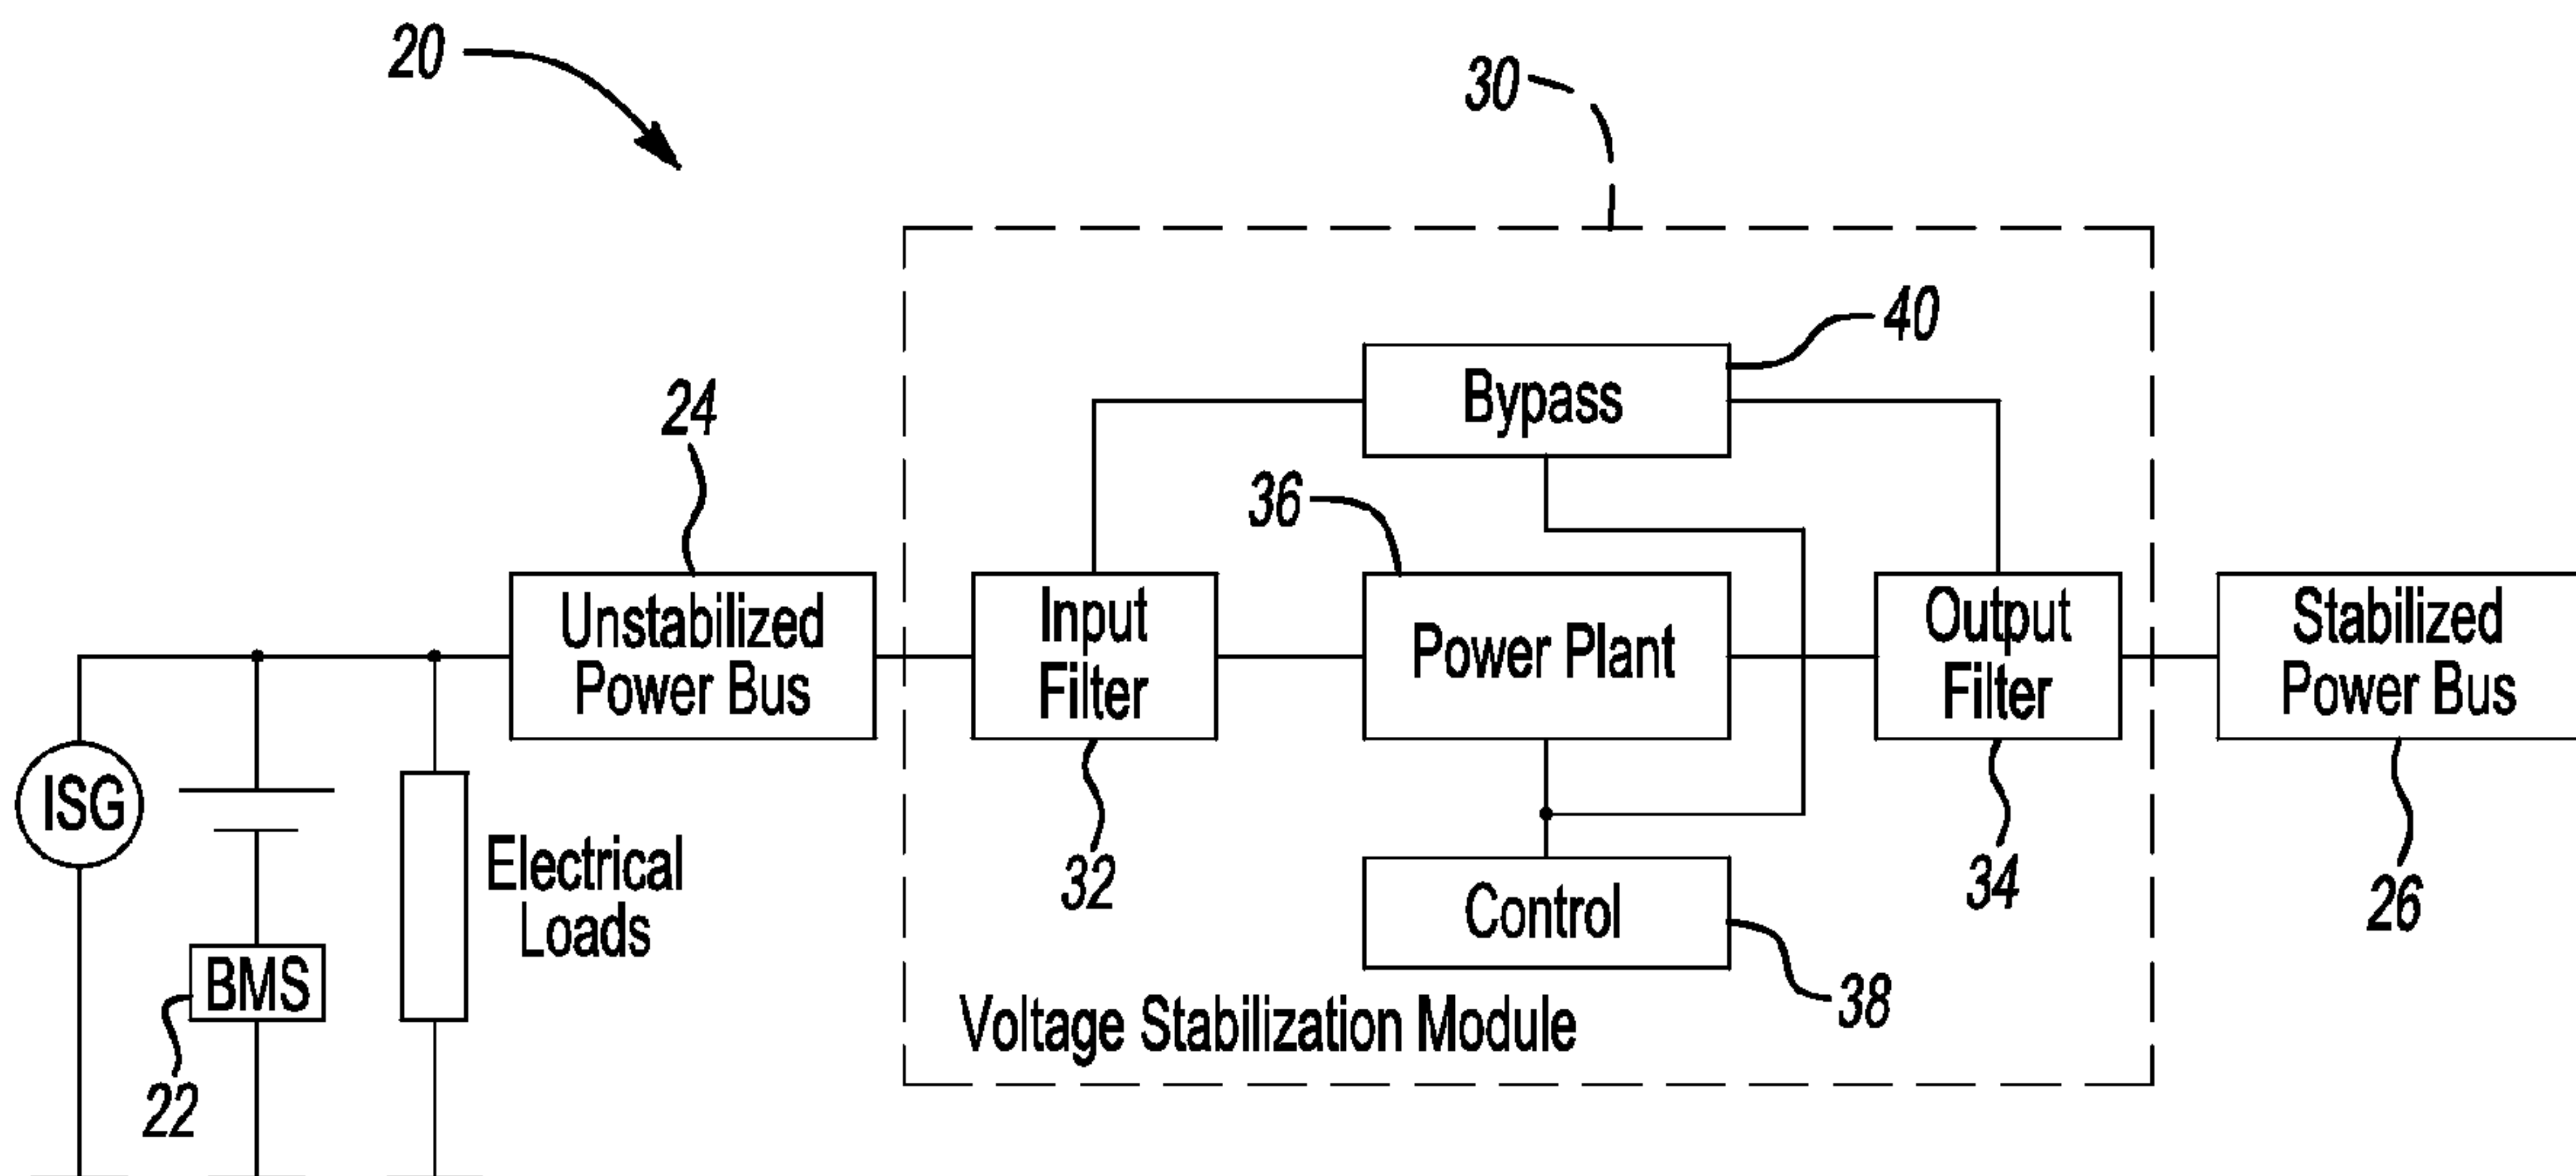 20
30
40
Bypass
24
36
Unstabilized
Power Bus
Input
Filter
Power Plant
Output
Filter
Stabilized
Power Bus
ISG
Electrical
Loads
32
Control
34
26
BMS
38
Voltage Stabilization Module
22